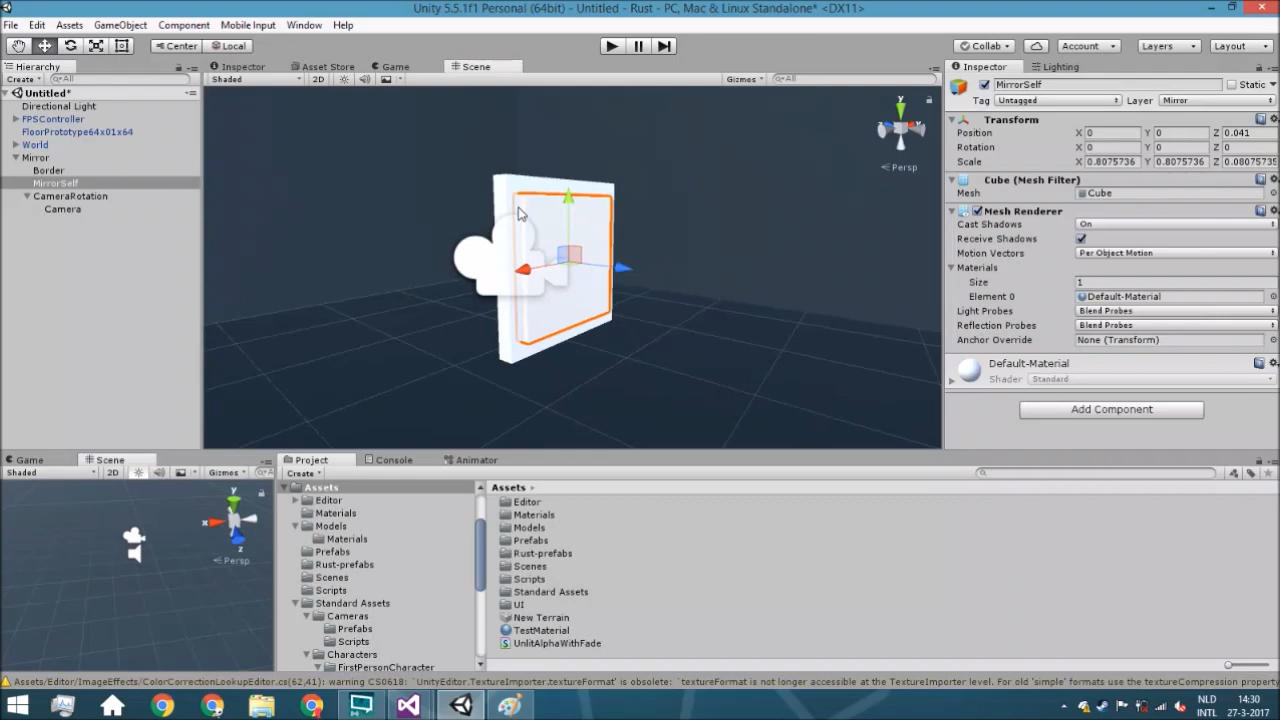 Unity 5.5.1f1 Personal (64bit) - Untitled - Rust - PC, Mac & Linux Standalone* <DX11>
File Edit Assets GameObject Component Mobile Input Window Help
Center Local Collab Account Layers Layout
Hierarchy Inspector Asset Store Game Scene Inspector Lighting
Create All Shaded 2D Gizmos All
Untitled*
Directional Light
FPSController
FloorPrototype64x01x64
World
Mirror
Border
MirrorSelf
CameraRotation
Camera
y
Persp
MirrorSelf Static
Tag Untagged Layer Mirror
Transform
Position X 0 Y 0 Z 0.041
Rotation X 0 Y 0 Z 0
Scale X 0.8075736 Y 0.8075736 Z 0.08075735
Cube (Mesh Filter)
Mesh Cube
Mesh Renderer
Cast Shadows On
Receive Shadows
Motion Vectors Per Object Motion
Materials
Size 1
Element 0 Default-Material
Light Probes Blend Probes
Reflection Probes Blend Probes
Anchor Override None (Transform)
Default-Material
Shader Standard
Add Component
Game Scene
Shaded 2D Gizmos
y
x
z
Persp
Project Console Animator
Create
Assets
Editor
Materials
Models
Materials
Prefabs
Rust-prefabs
Scenes
Scripts
Standard Assets
Cameras
Prefabs
Scripts
Characters
FirstPersonCharacter
Assets
Editor
Materials
Models
Prefabs
Rust-prefabs
Scenes
Scripts
Standard Assets
UI
New Terrain
TestMaterial
UnlitAlphaWithFade
Assets/Editor/ImageEffects/ColorCorrectionLookupEditor.cs(62,41): warning CS0618: `UnityEditor.TextureImporter.textureFormat' is obsolete: `textureFormat is no longer accessible at the TextureImporter level. For old 'simple' formats use the textureCompression property
NLD 14:30
INTL 27-3-2017